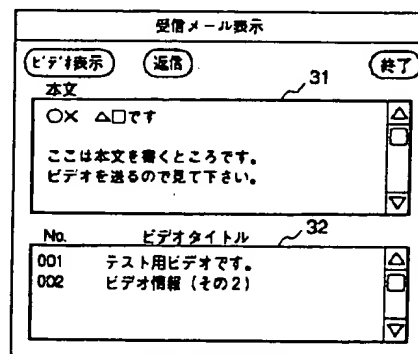 受信メール表示
ビデオ表示 返信 終了
本文 31
○× △□です
ここは本文を書くところです。
ビデオを送るので見て下さい。
No. ビデオタイトル 32
001 テスト用ビデオです。
002 ビデオ情報（その2）